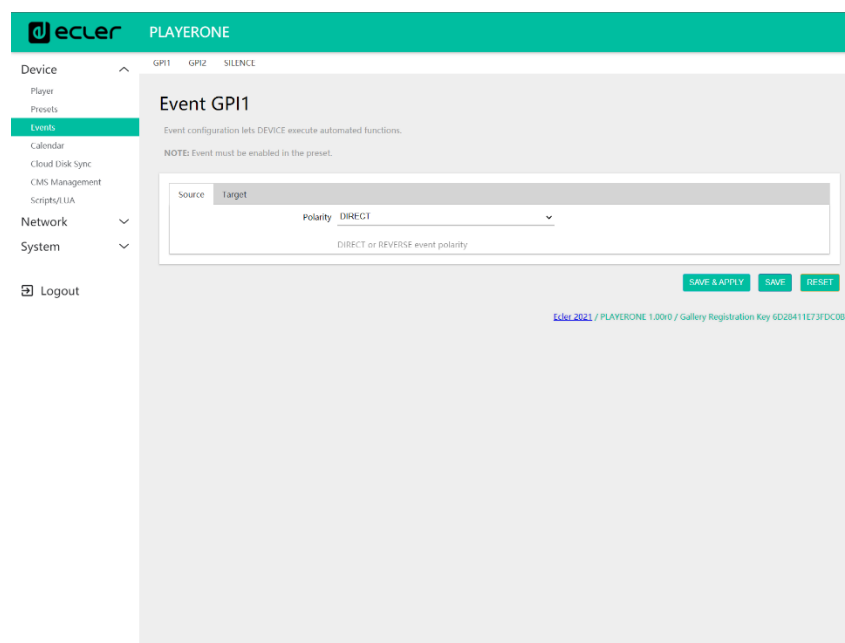 ecler PLAYERONE
Device
GPI1 GPI2 SILENCE
Player
Presets
Events
Calendar
Cloud Disk Sync
CMS Management
Scripts/LUA
Network
System
Logout
Event GPI1
Event configuration lets DEVICE execute automated functions.
NOTE: Event must be enabled in the preset.
Source Target
Polarity DIRECT
DIRECT or REVERSE event polarity
SAVE & APPLY SAVE RESET
Ecler 2021 / PLAYERONE 1.00r0 / Gallery Registration Key 6D28411E73FDC0B